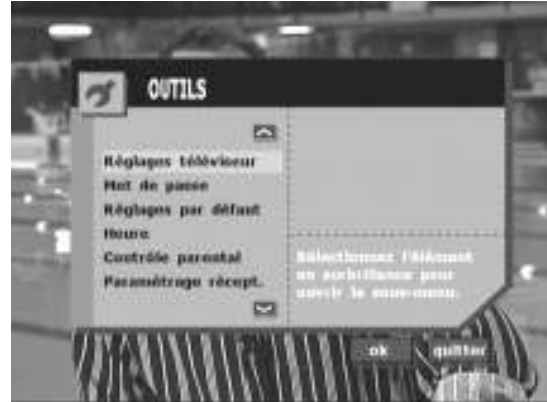 OUTILS
Réglages téléviseur
Mot de passe
Réglages par défaut
Heure
Contrôle parental
Paramétrage récept.
Sélectionnez l'élément
en surbrillance pour
ouvrir le sous-menu.
ok
quitter